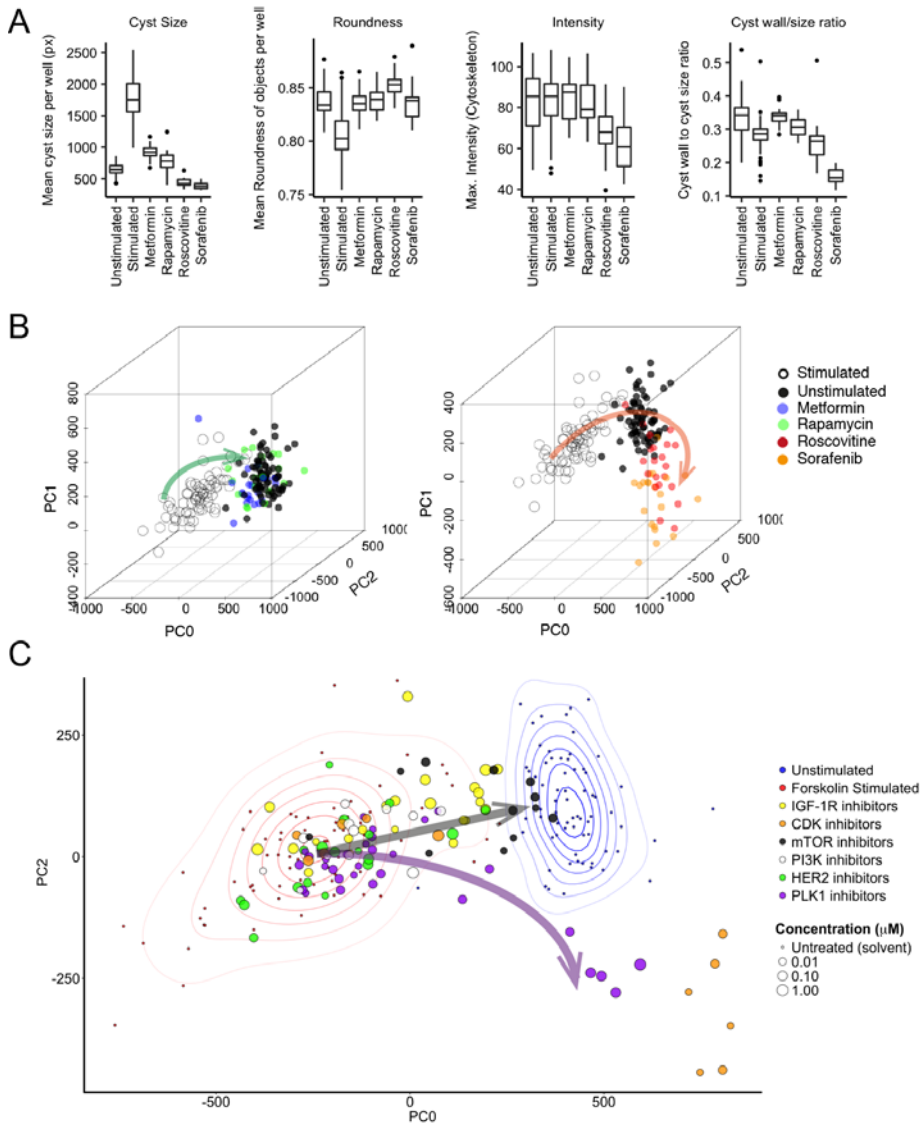 A
Cyst Size
Roundness
Intensity
Cyst wall/size ratio
Mean cyst size per well (px)
2500
2000
1500
1000
500
Unstimulated
Stimulated
Metformin
Rapamycin
Roscovitine
Sorafenib
Mean Roundness of objects per well
0.85
0.80
0.75
Unstimulated
Stimulated
Metformin
Rapamycin
Roscovitine
Sorafenib
Max. Intensity (Cytoskeleton)
100
80
60
40
Unstimulated
Stimulated
Metformin
Rapamycin
Roscovitine
Sorafenib
Cyst wall to cyst size ratio
0.5
0.4
0.3
0.2
0.1
Unstimulated
Stimulated
Metformin
Rapamycin
Roscovitine
Sorafenib
B
PC1
800
600
400
200
0
-200
-400
-1000
-500
0
500
1000
PC0
-1000
-500
0
500
1000
PC2
PC1
400
200
0
-200
-400
-600
-1000
-500
0
500
1000
PC0
-1000
-500
0
500
PC2
Stimulated
Unstimulated
Metformin
Rapamycin
Roscovitine
Sorafenib
C
PC2
250
0
-250
-500
0
500
PC0
Unstimulated
Forskolin Stimulated
IGF-1R inhibitors
CDK inhibitors
mTOR inhibitors
PI3K inhibitors
HER2 inhibitors
PLK1 inhibitors
Concentration (μM)
Untreated (solvent)
0.01
0.10
1.00